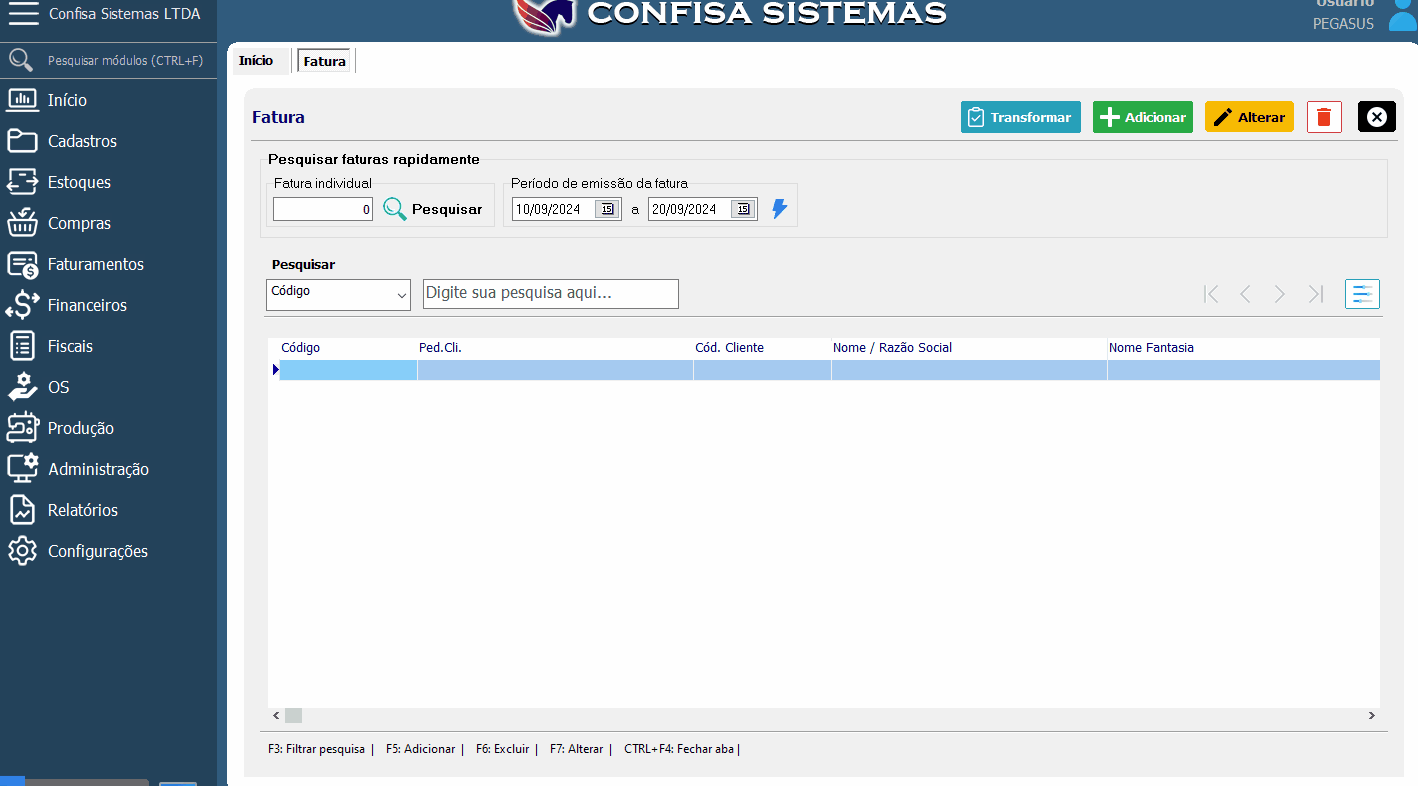 Confisa Sistemas LTDA
CONFISA SISTEMAS
Usuário
PEGASUS
Pesquisar módulos (CTRL+F)
Início
Cadastros
Estoques
Compras
Faturamentos
Financeiros
Fiscais
OS
Produção
Administração
Relatórios
Configurações
Início
Fatura
Fatura
Transformar
Adicionar
Alterar
Pesquisar faturas rapidamente
Fatura individual
0
Pesquisar
Período de emissão da fatura
10/09/2024 15 a 20/09/2024 15
Pesquisar
Código
Digite sua pesquisa aqui...
Código Ped.Cli. Cód. Cliente Nome / Razão Social Nome Fantasia
F3: Filtrar pesquisa | F5: Adicionar | F6: Excluir | F7: Alterar | CTRL+F4: Fechar aba |